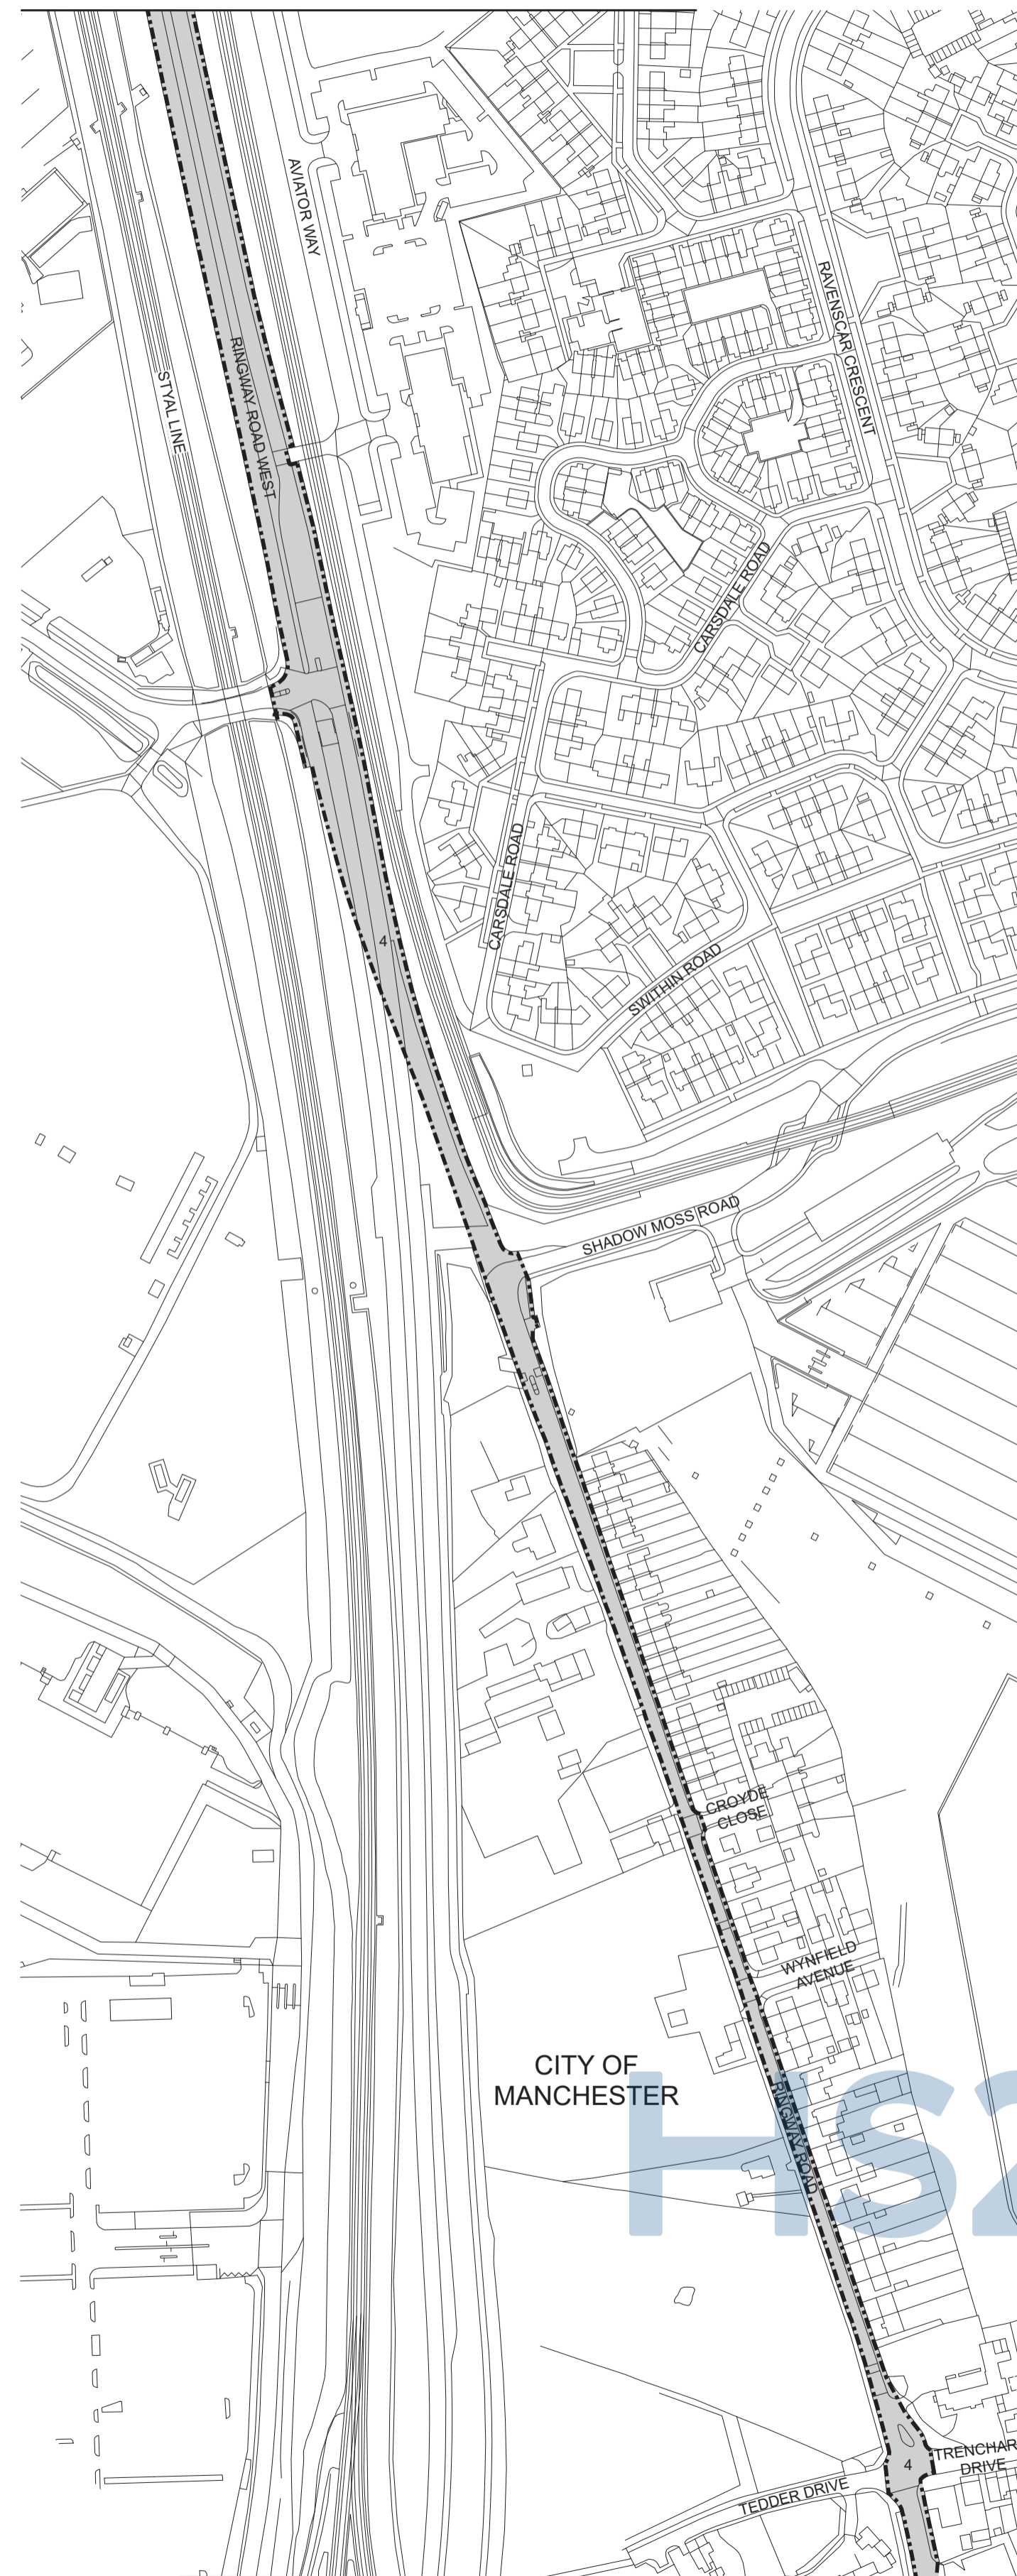 AVIATOR WAY
RAVENSCAR CRESCENT
RINGWAY ROAD WEST
STYAL LINE
CARSDALE ROAD
CARSDALE ROAD
4
SWITHIN ROAD
SHADOW MOSS ROAD
CROYDE
CLOSE
WYNFIELD
AVENUE
CITY OF
MANCHESTER
HS2
RINGWAY ROAD
TRENCHAR
DRIVE
4
TEDDER DRIVE